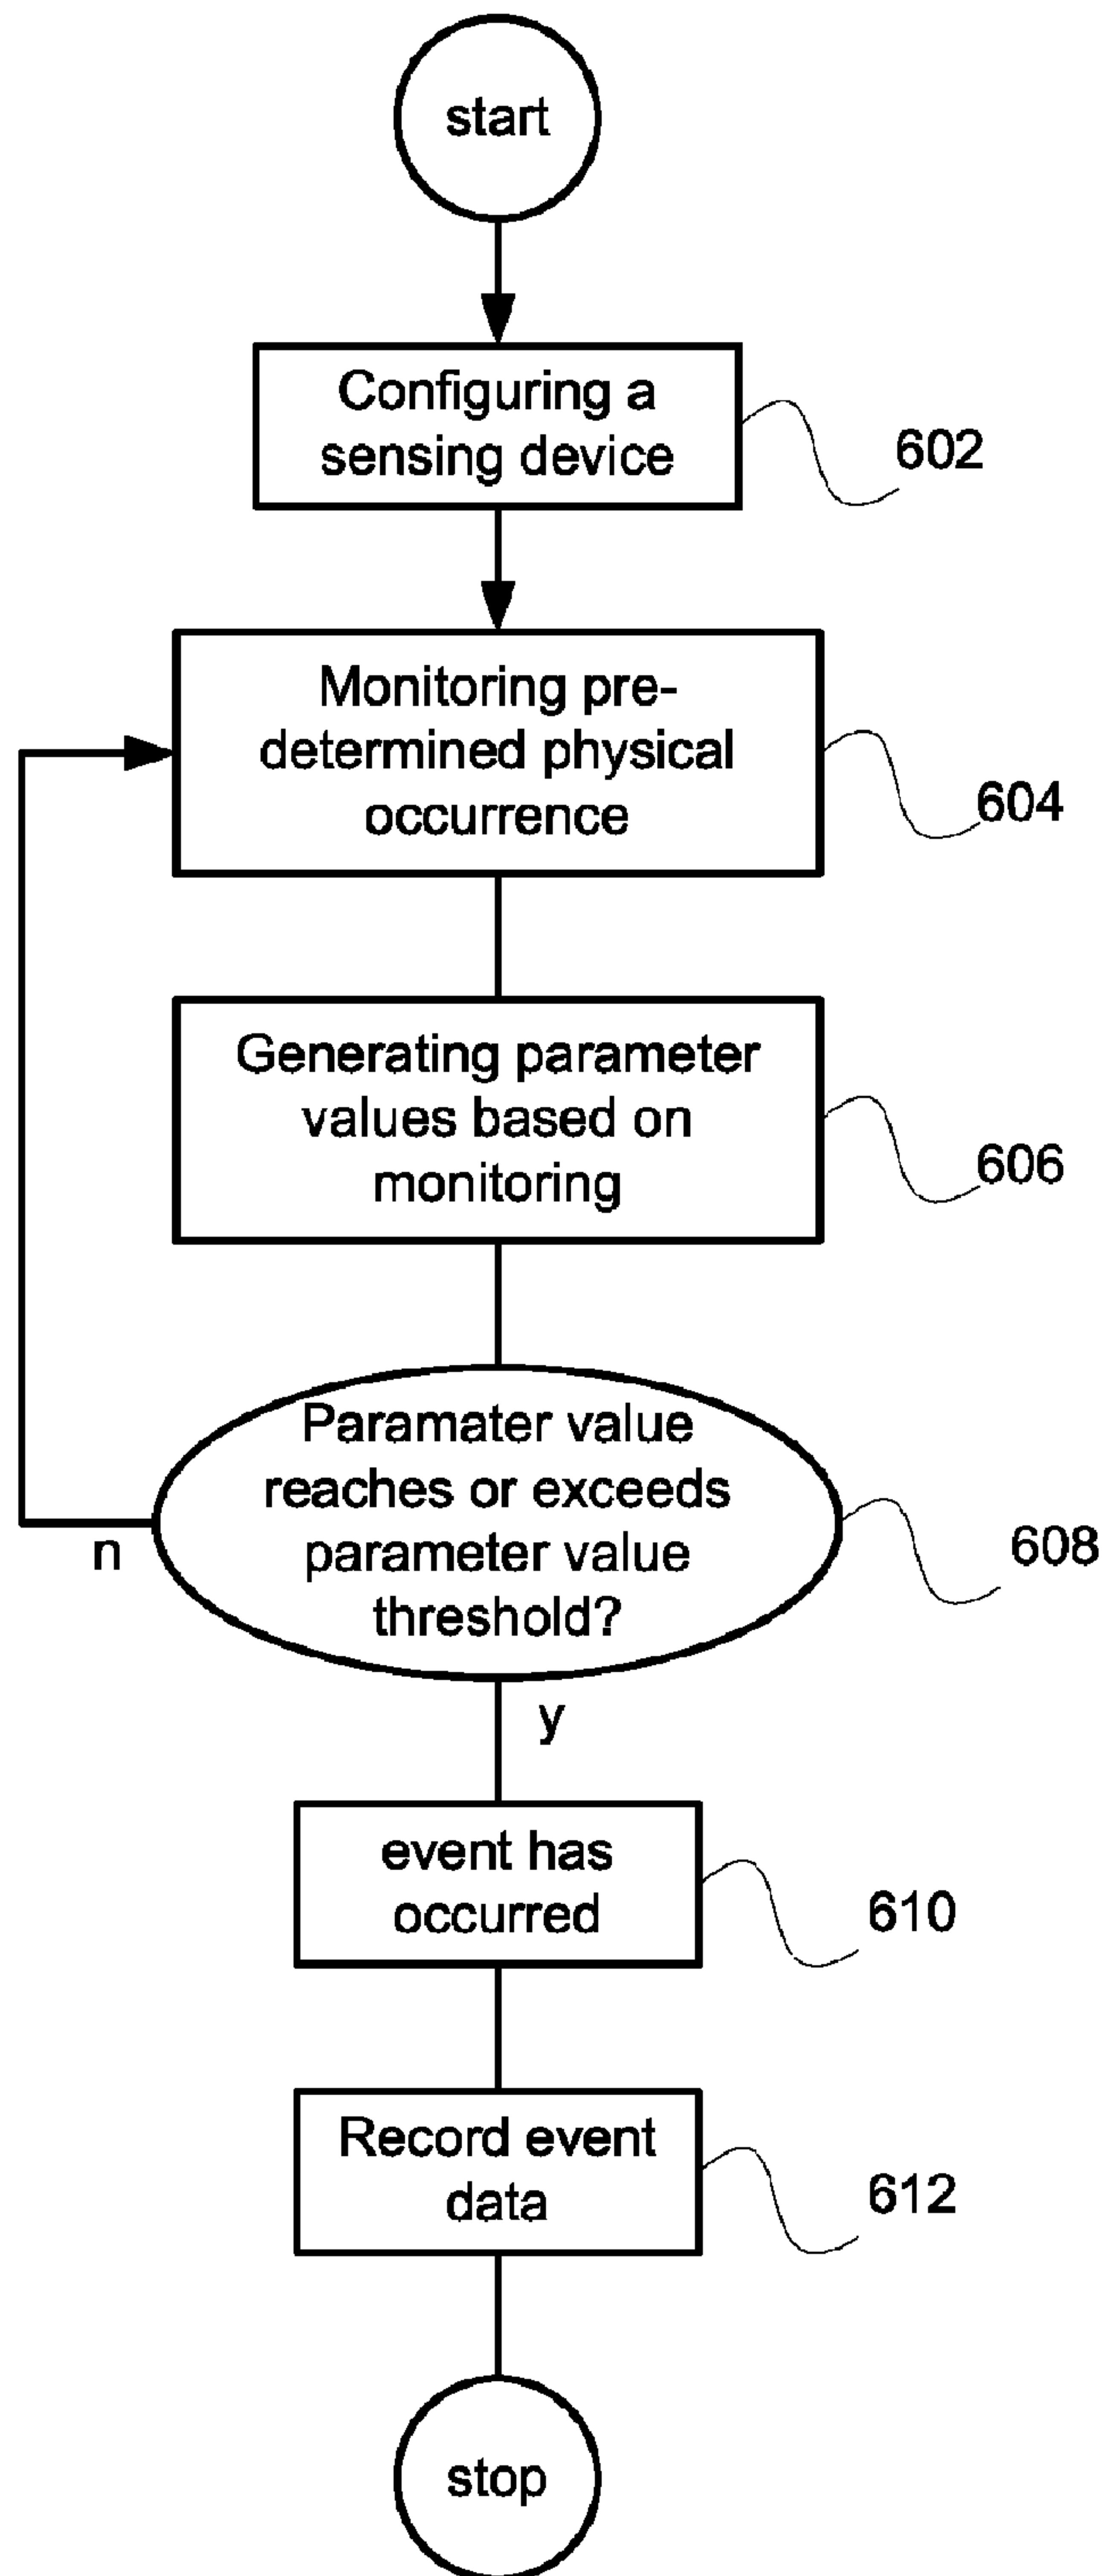 start
Configuring a
sensing device
602
Monitoring pre-
determined physical
occurrence
604
Generating parameter
values based on
monitoring
606
Paramater value
reaches or exceeds
parameter value
threshold?
608
n
y
event has
occurred
610
Record event
data
612
stop